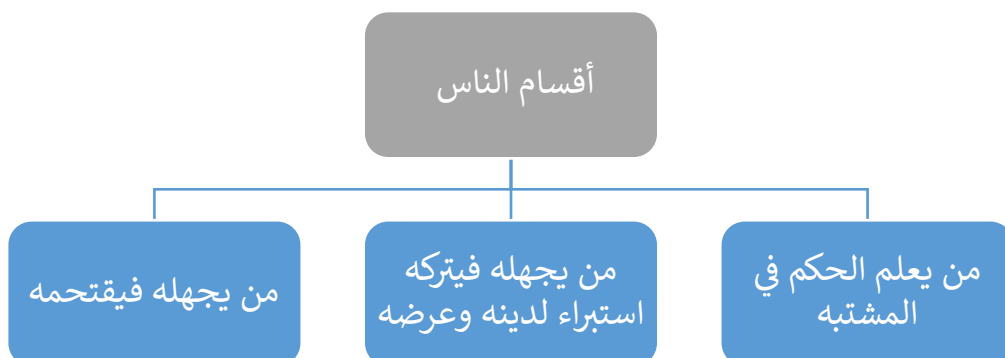 أقسام الناس
من يعلم الحكم في
المشتبه
من يجهله فيتركه
استبراء لدينه وعرضه
من يجهله فيقتحمه